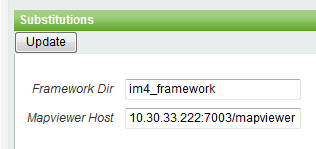 Substitutions
Update
Framework Dir im4_framework
Mapviewer Host 10.30.33.222:7003/mapviewer